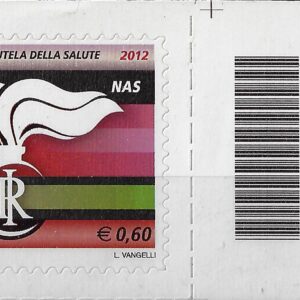 TUTELA DELLA SALUTE 2012
NAS
RI
€ 0,60
L. VANGELLI